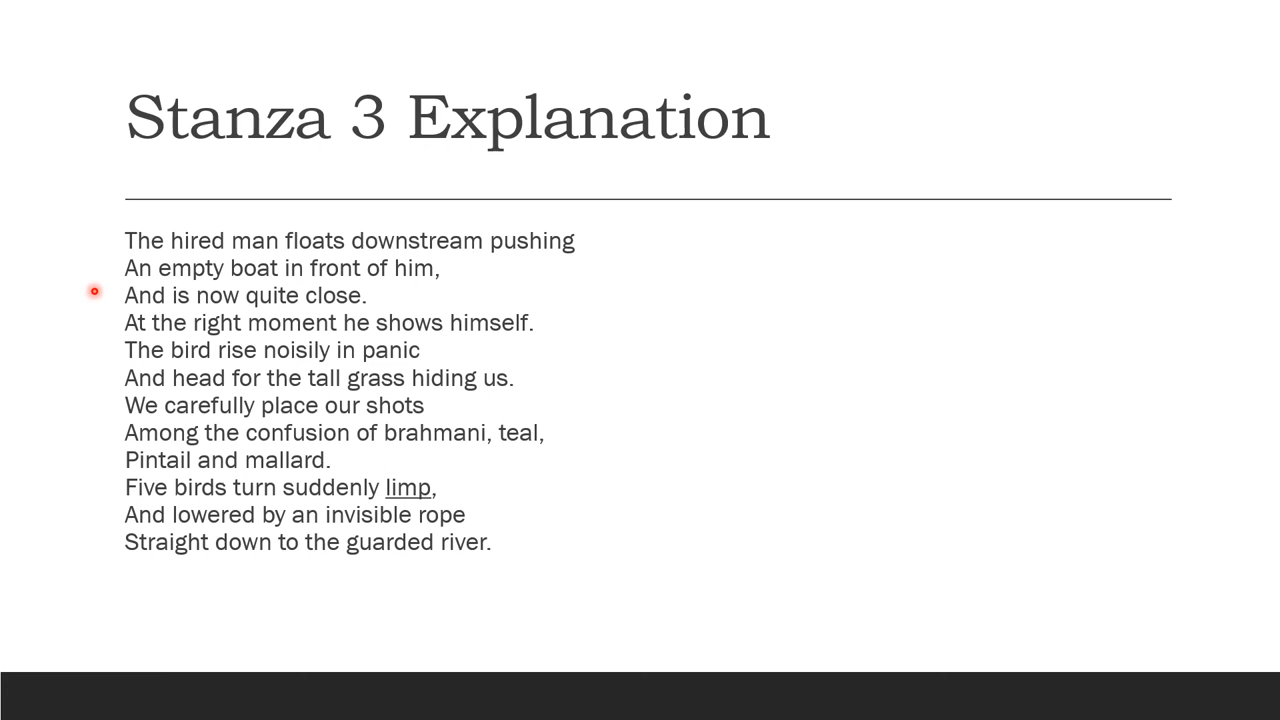 Stanza 3 Explanation
The hired man floats downstream pushing
An empty boat in front of him,
And is now quite close.
At the right moment he shows himself.
The bird rise noisily in panic
And head for the tall grass hiding us.
We carefully place our shots
Among the confusion of brahmani, teal,
Pintail and mallard.
Five birds turn suddenly limp,
And lowered by an invisible rope
Straight down to the guarded river.